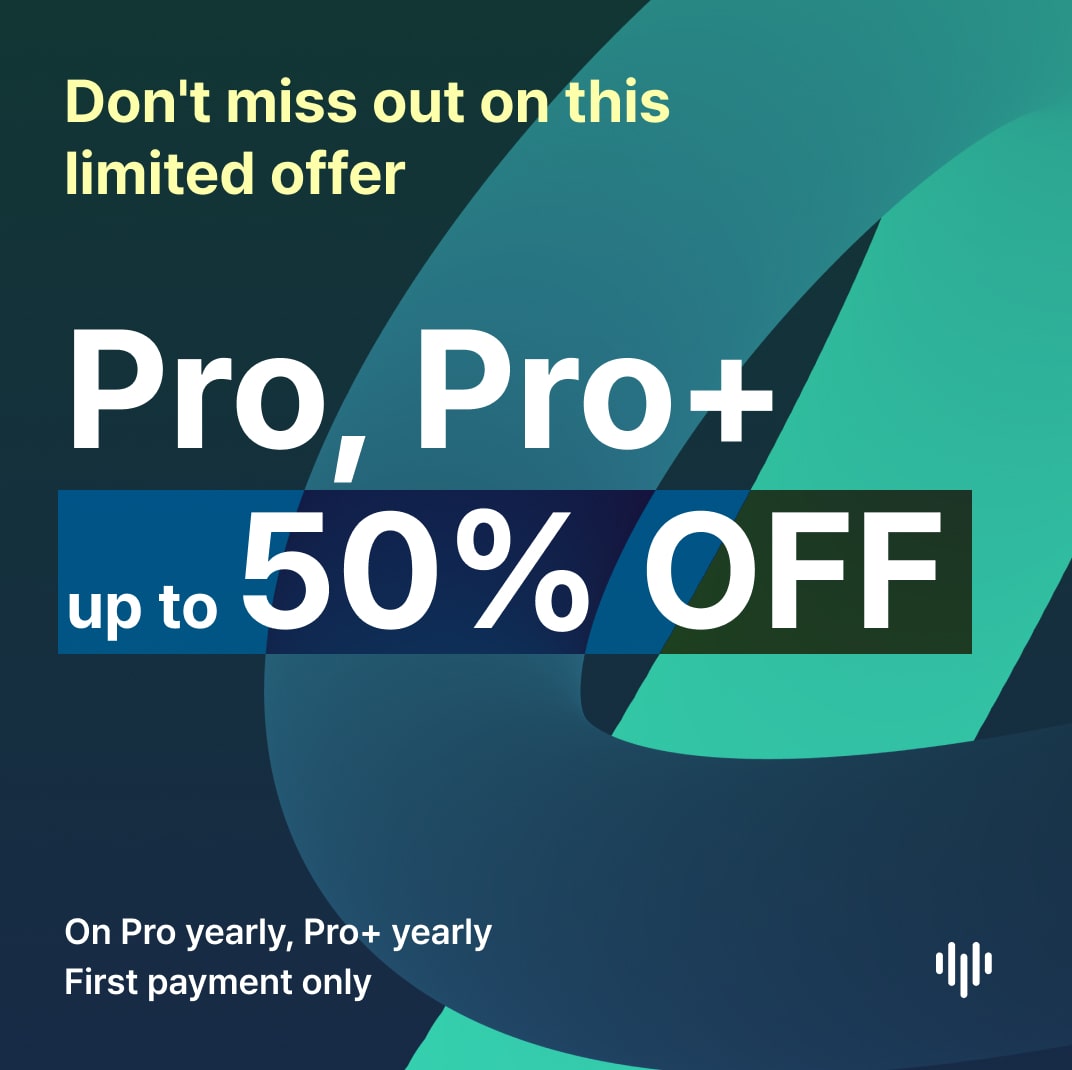 Don't miss out on this
limited offer
Pro, Pro+
up to 50% OFF
On Pro yearly, Pro+ yearly
First payment only